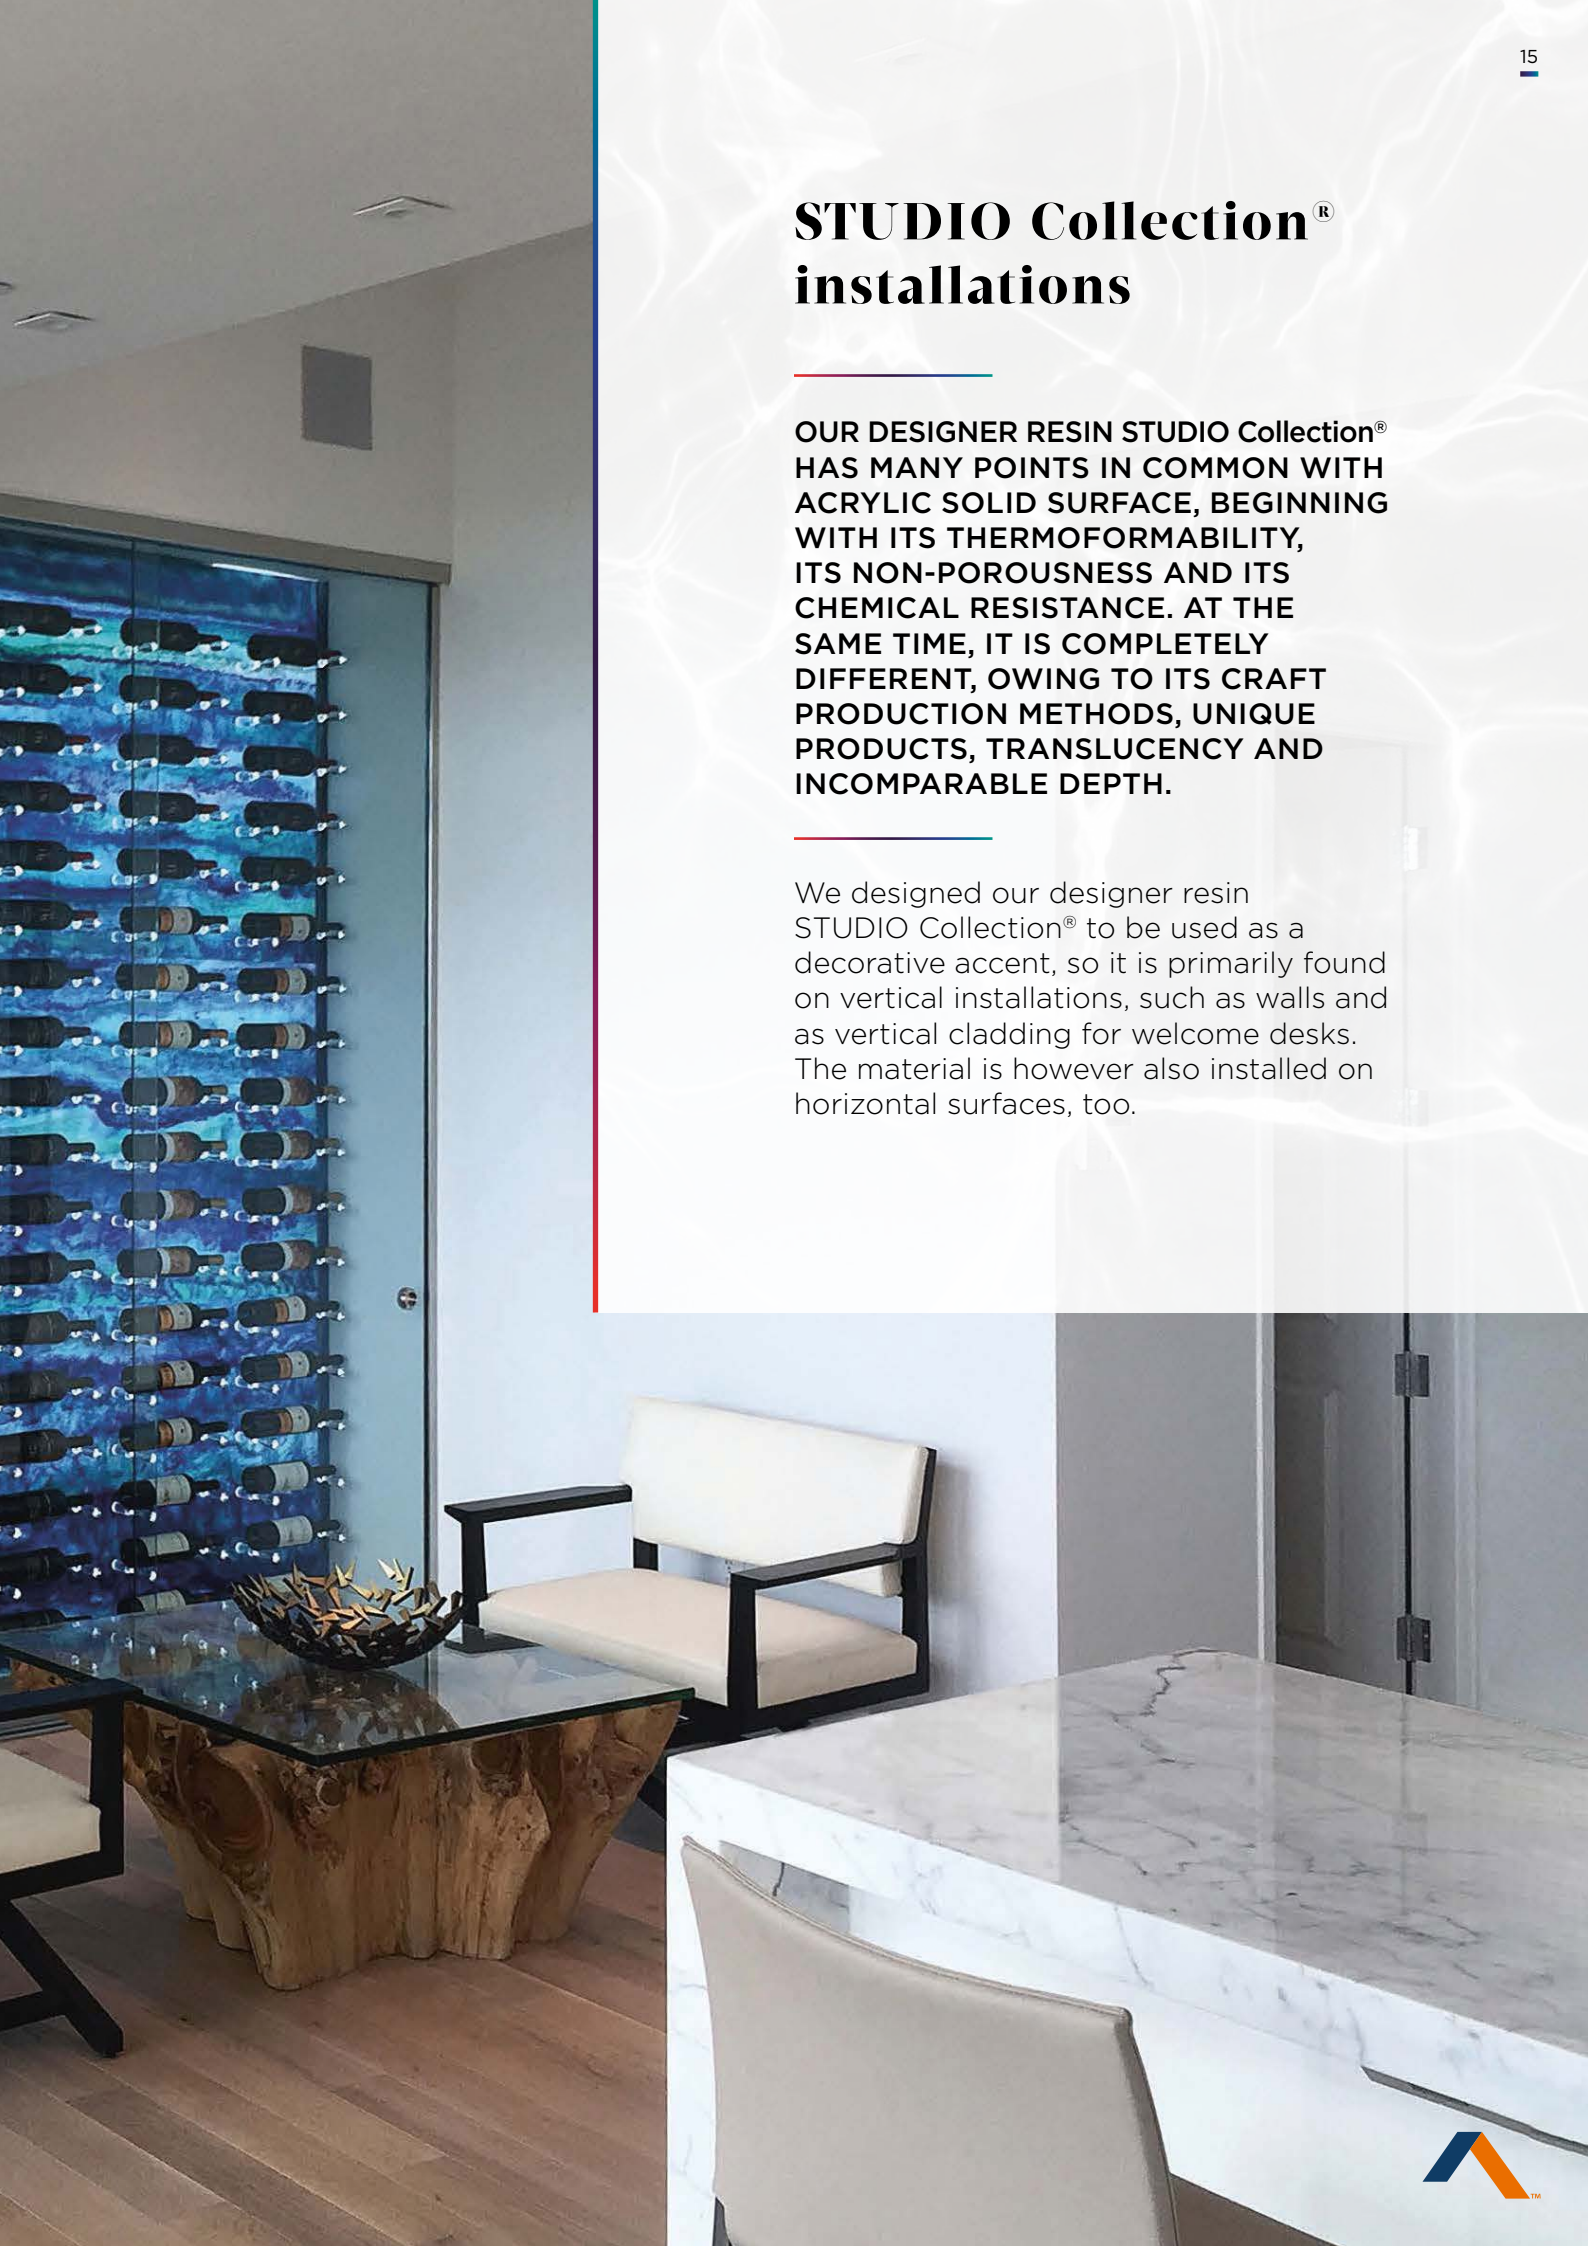 15
STUDIO Collection®
installations
OUR DESIGNER RESIN STUDIO Collection®
HAS MANY POINTS IN COMMON WITH
ACRYLIC SOLID SURFACE, BEGINNING
WITH ITS THERMOFORMABILITY,
ITS NON-POROUSNESS AND ITS
CHEMICAL RESISTANCE. AT THE
SAME TIME, IT IS COMPLETELY
DIFFERENT, OWING TO ITS CRAFT
PRODUCTION METHODS, UNIQUE
PRODUCTS, TRANSLUCENCY AND
INCOMPARABLE DEPTH.
We designed our designer resin
STUDIO Collection® to be used as a
decorative accent, so it is primarily found
on vertical installations, such as walls and
as vertical cladding for welcome desks.
The material is however also installed on
horizontal surfaces, too.
TM